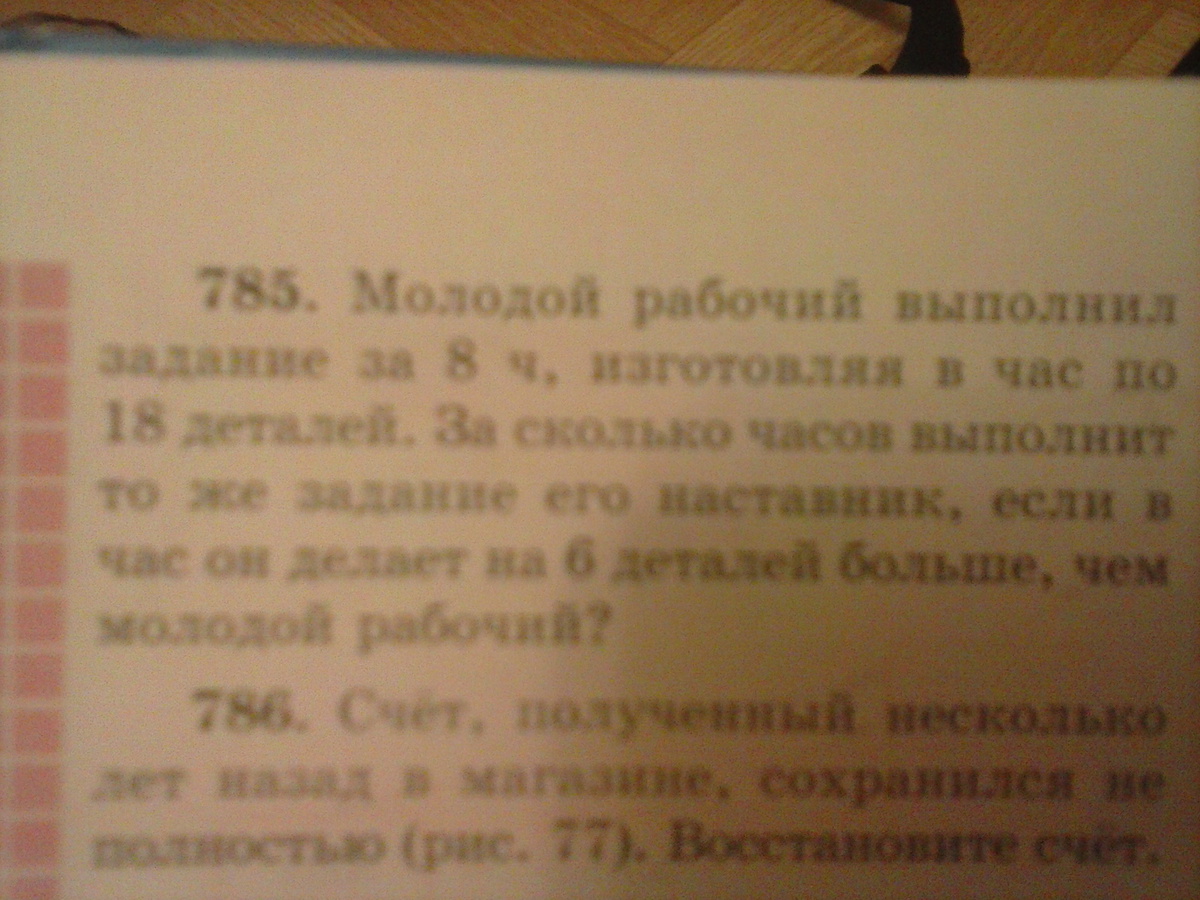 785. Молодой рабочий выполнил
задание за 8 ч, изготовляя в час по
18 деталей. За сколько часов выполнит
то же задание его наставник, если в
час он делает на 6 деталей больше, чем
молодой рабочий?
786. Счёт, полученный несколько
лет назад в магазине, сохранился не
полностью (рис. 77). Восстановите счёт.